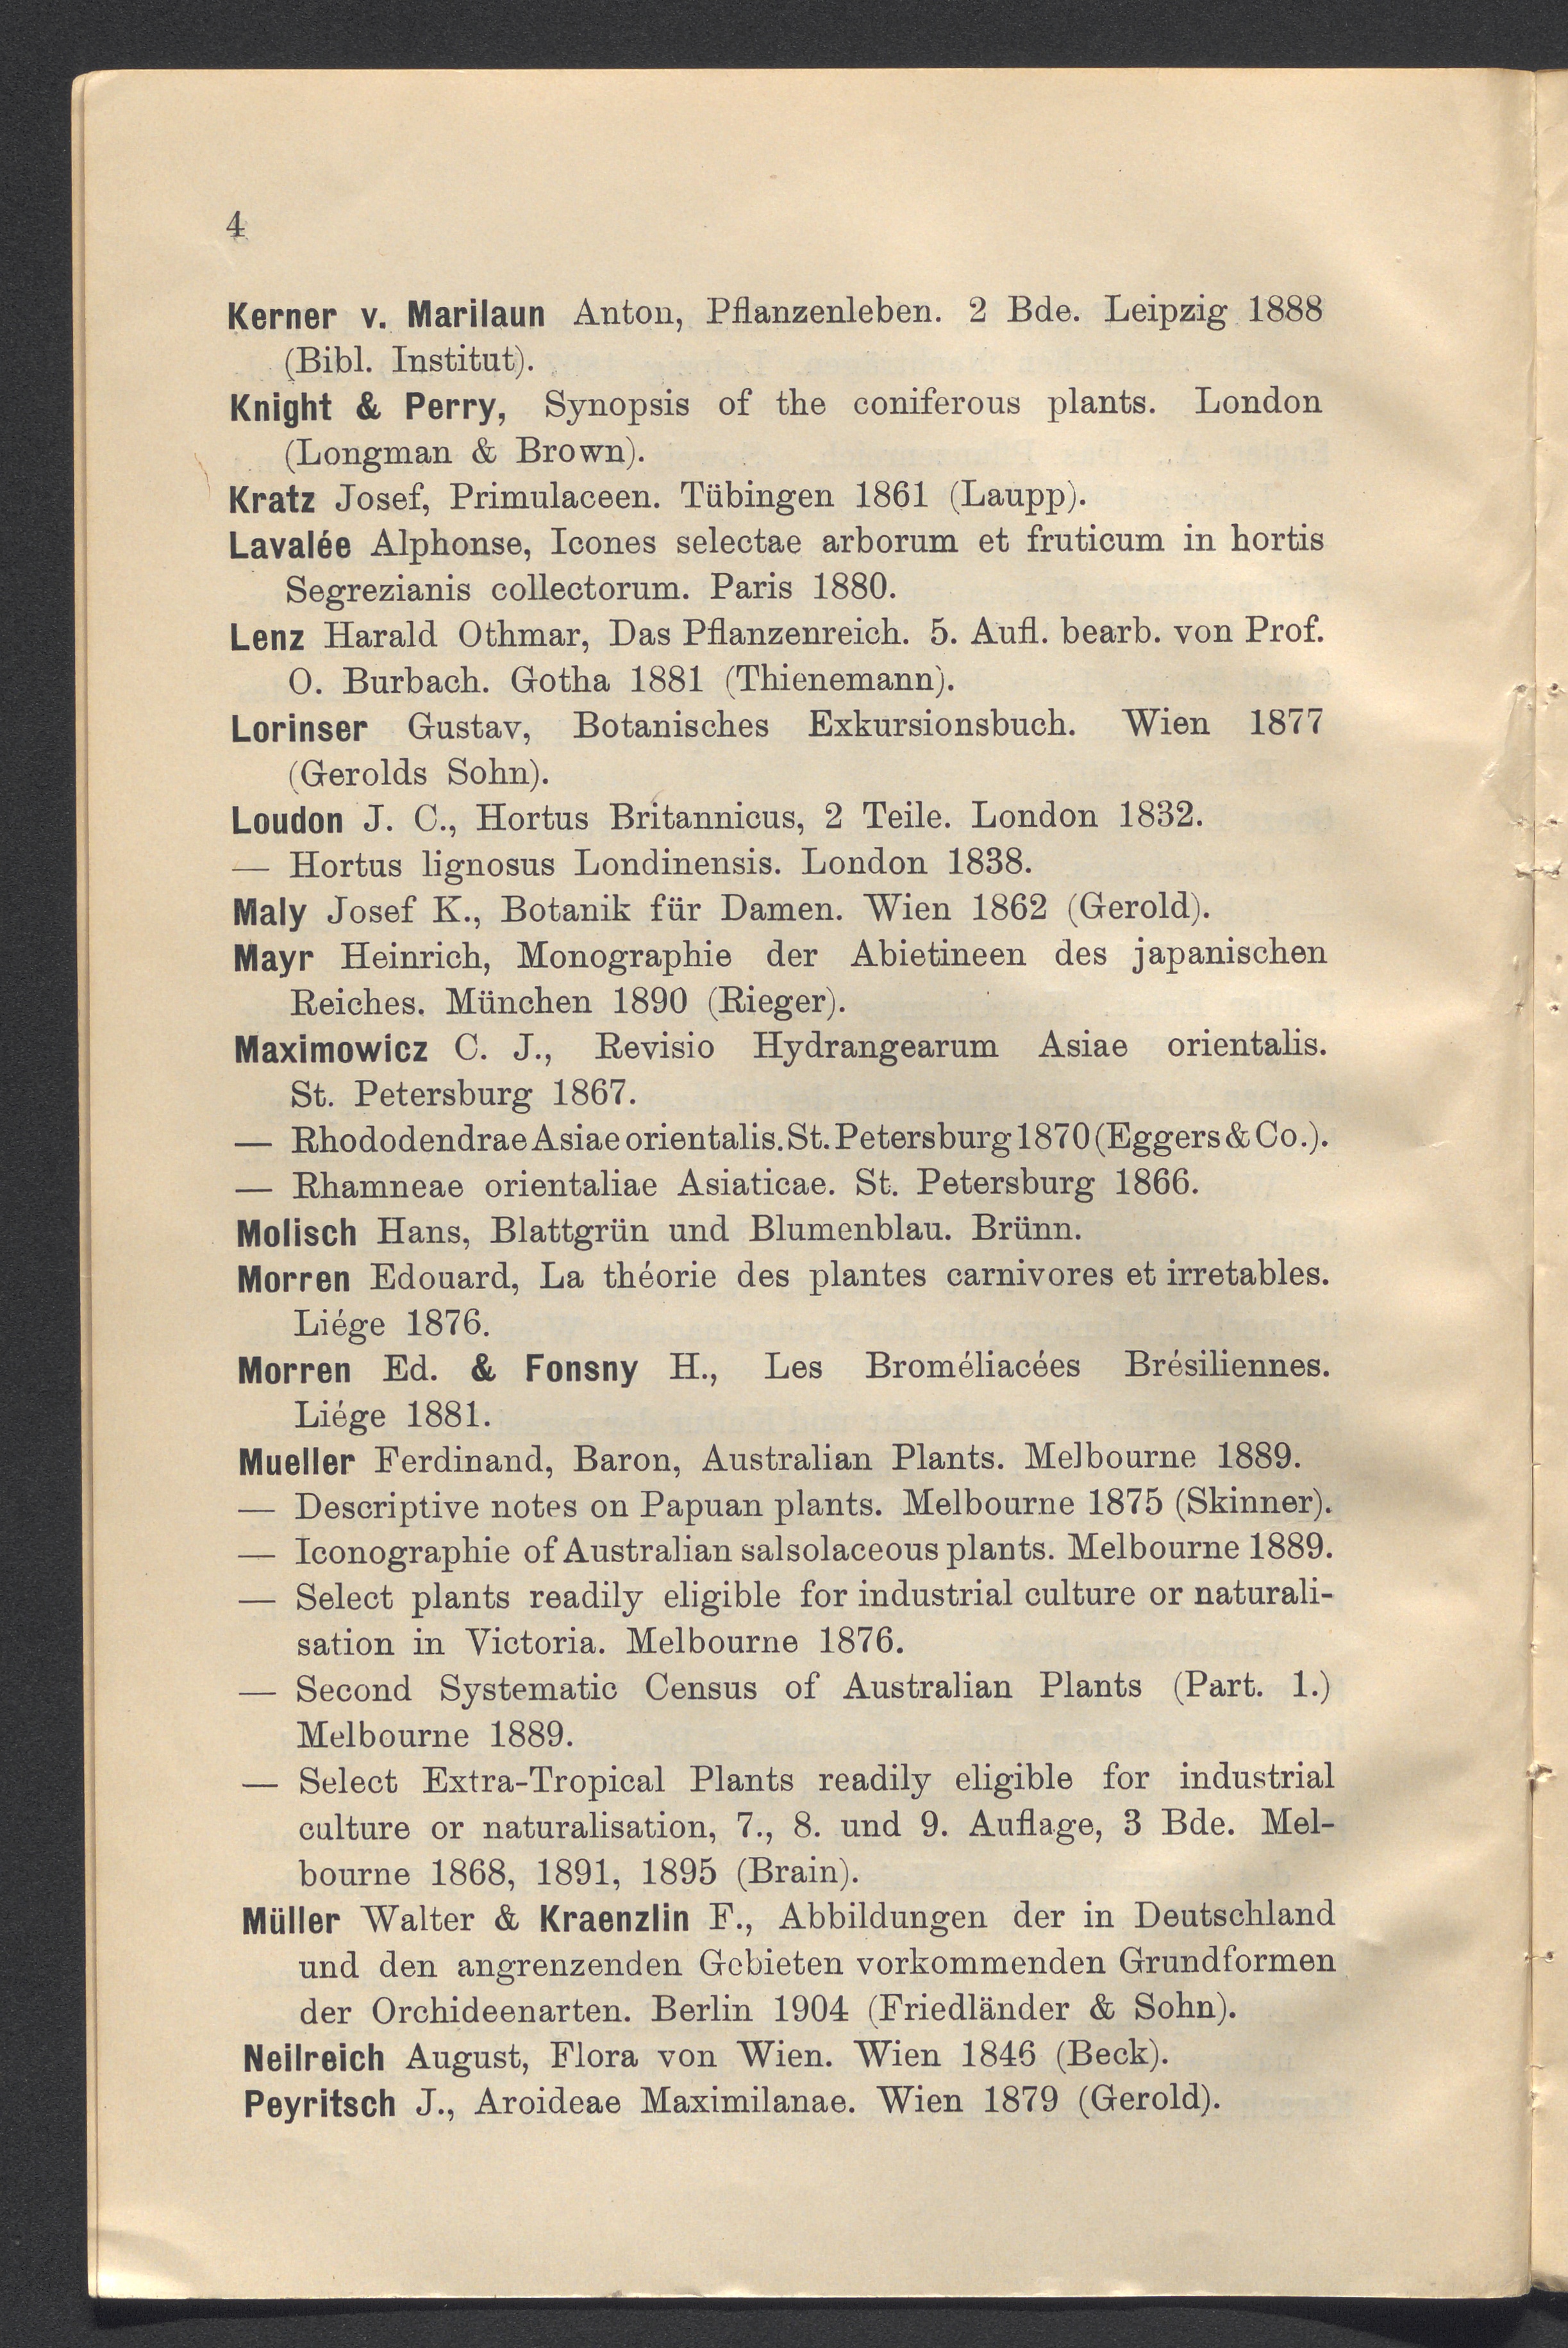 4
Kerner v. Marilaun Anton, Pflanzenleben. 2 Bde. Leipzig 1888
(Bibl. Institut).
Knight & Perry, Synopsis of the coniferous plants. London
(Longman & Brown).
Kratz Josef, Primulaceen. Tübingen 1861 (Laupp).
Lavalée Alphonse, Icones selectae arborum et fruticum in hortis
Segrezianis collectorum. Paris 1880.
Lenz Harald Othmar, Das Pflanzenreich. 5. Aufl. bearb. von Prof.
O. Burbach. Gotha 1881 (Thienemann).
Lorinser Gustav, Botanisches Exkursionsbuch. Wien 1877
(Gerolds Sohn).
Loudon J. C., Hortus Britannicus, 2 Teile. London 1832.
— Hortus lignosus Londinensis. London 1838.
Maly Josef K., Botanik für Damen. Wien 1862 (Gerold).
Mayr Heinrich, Monographie der Abietineen des japanischen
Reiches. München 1890 (Rieger).
Maximowicz C. J., Revisio Hydrangearum Asiae orientalis.
St. Petersburg 1867.
— Rhododendrae Asiae orientalis. St. Petersburg 1870 (Eggers & Co.).
— Rhamneae orientaliae Asiaticae. St. Petersburg 1866.
Molisch Hans, Blattgrün und Blumenblau. Brünn.
Morren Edouard, La théorie des plantes carnivores et irretables.
Liége 1876.
Morren Ed. & Fonsny H., Les Broméliacées Brésiliennes.
Liége 1881.
Mueller Ferdinand, Baron, Australian Plants. Melbourne 1889.
— Descriptive notes on Papuan plants. Melbourne 1875 (Skinner).
— Iconographie of Australian salsolaceous plants. Melbourne 1889.
— Select plants readily eligible for industrial culture or naturali-
sation in Victoria. Melbourne 1876.
— Second Systematic Census of Australian Plants (Part. 1.)
Melbourne 1889.
— Select Extra-Tropical Plants readily eligible for industrial
culture or naturalisation, 7., 8. und 9. Auflage, 3 Bde. Mel-
bourne 1868, 1891, 1895 (Brain).
Müller Walter & Kraenzlin F., Abbildungen der in Deutschland
und den angrenzenden Gebieten vorkommenden Grundformen
der Orchideenarten. Berlin 1904 (Friedländer & Sohn).
Neilreich August, Flora von Wien. Wien 1846 (Beck).
Peyritsch J., Aroideae Maximilanae. Wien 1879 (Gerold).